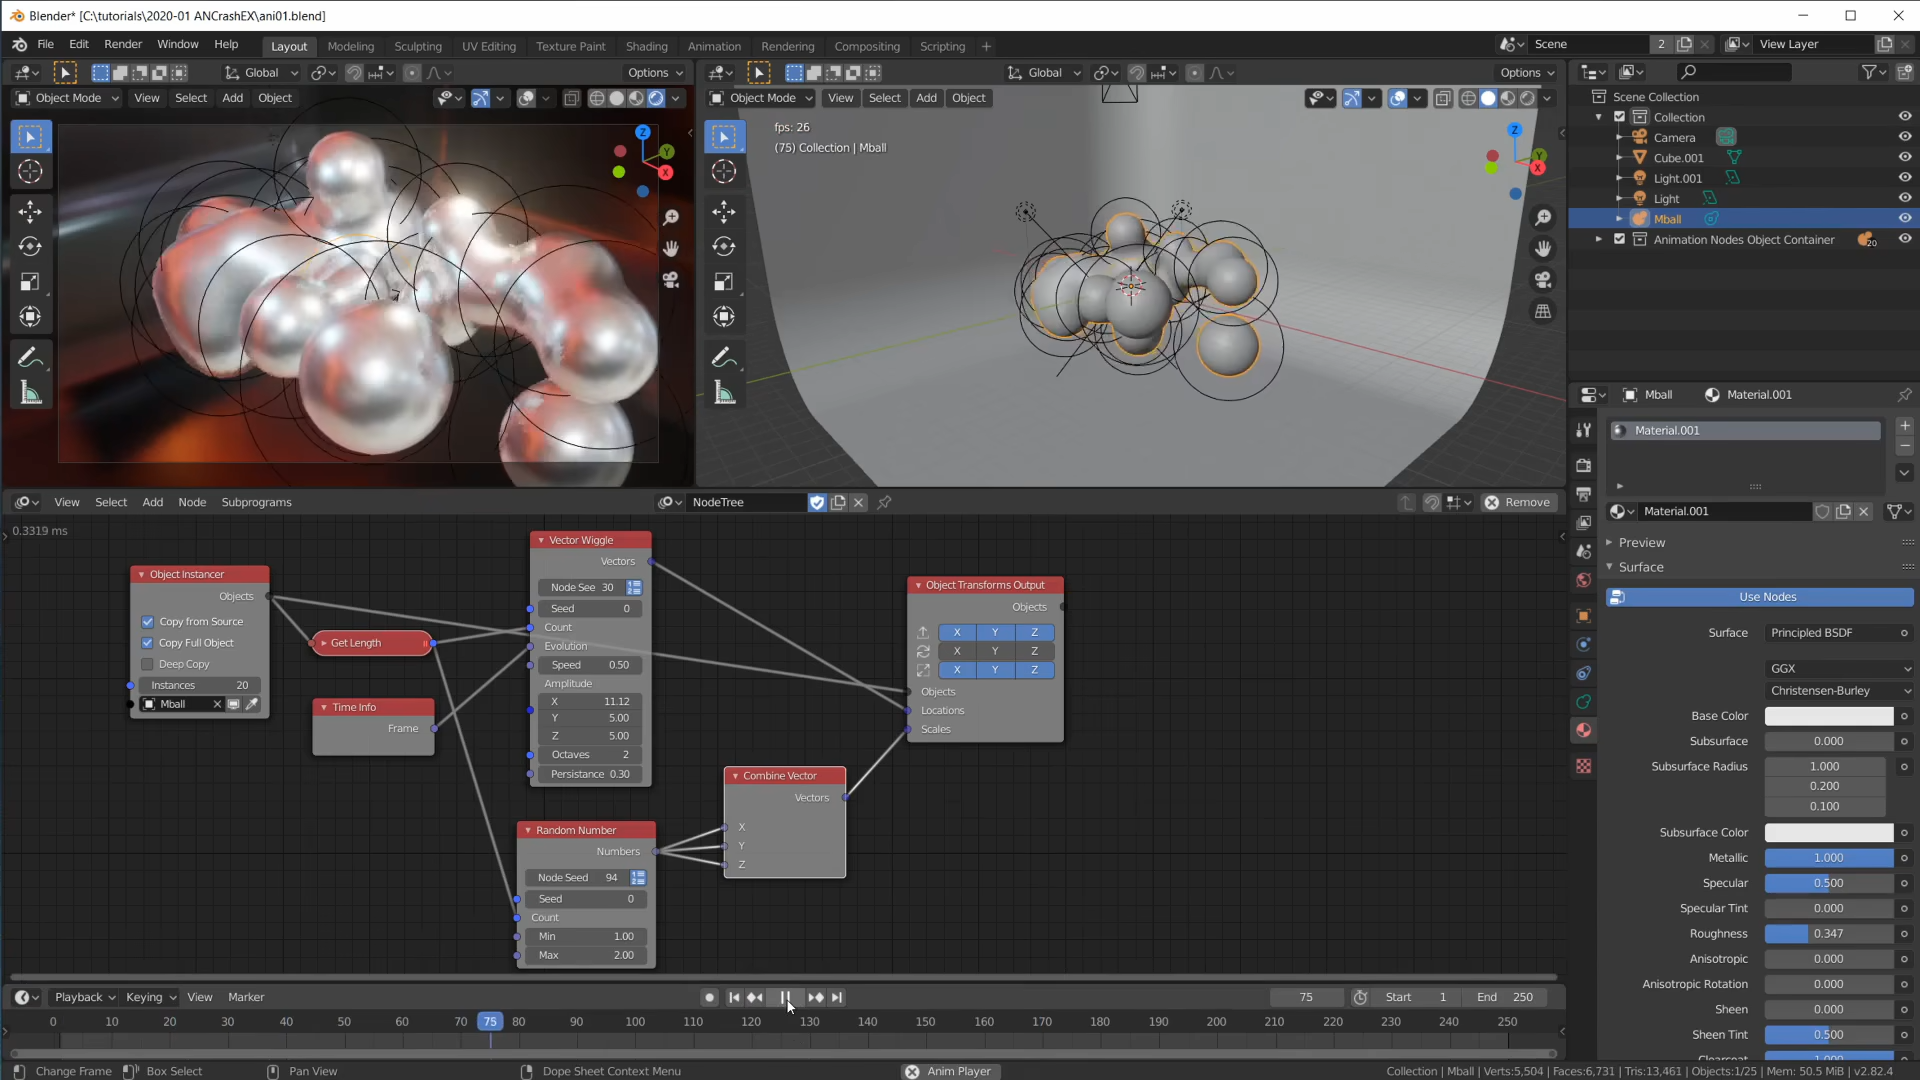 Blender* [C:\tutorials\2020-01 ANCrashEX\ani01.blend]
File Edit Render Window Help Layout Modeling Sculpting UV Editing Texture Paint Shading Animation Rendering Compositing Scripting + Scene 2 View Layer
Global Options Global Options
Object Mode View Select Add Object Object Mode View Select Add Object
Z
Y
X
fps: 26
(75) Collection | Mball
Z
Y
X
Scene Collection
Collection
Camera
Cube.001
Light.001
Light
Mball
Animation Nodes Object Container 20
Mball Material.001
Material.001
Material.001
Preview
Surface
Use Nodes
Surface Principled BSDF
GGX
Christensen-Burley
Base Color
Subsurface 0.000
Subsurface Radius 1.000
0.200
0.100
Subsurface Color
Metallic 1.000
Specular 0.500
Specular Tint 0.000
Roughness 0.347
Anisotropic 0.000
Anisotropic Rotation 0.000
Sheen 0.000
Sheen Tint 0.500
Clearcoat 1.000
View Select Add Node Subprograms NodeTree Remove
0.3319 ms
Object Instancer
Objects
Copy from Source
Copy Full Object
Deep Copy
Instances 20
Mball
Get Length
Time Info
Frame
Vector Wiggle
Vectors
Node See 30
Seed 0
Count
Evolution
Speed 0.50
Amplitude
X 11.12
Y 5.00
Z 5.00
Octaves 2
Persistance 0.30
Random Number
Numbers
Node Seed 94
Seed 0
Count
Min 1.00
Max 2.00
Combine Vector
Vectors
X
Y
Z
Object Transforms Output
Objects
X Y Z
X Y Z
X Y Z
Objects
Locations
Scales
Playback Keying View Marker 75 Start 1 End 250
0 10 20 30 40 50 60 70 75 80 90 100 110 120 130 140 150 160 170 180 190 200 210 220 230 240 250
Change Frame Box Select Pan View Dope Sheet Context Menu Anim Player Collection | Mball | Verts:5,504 | Faces:6,731 | Tris:13,461 | Objects:1/25 | Mem: 50.5 MiB | v2.82.4